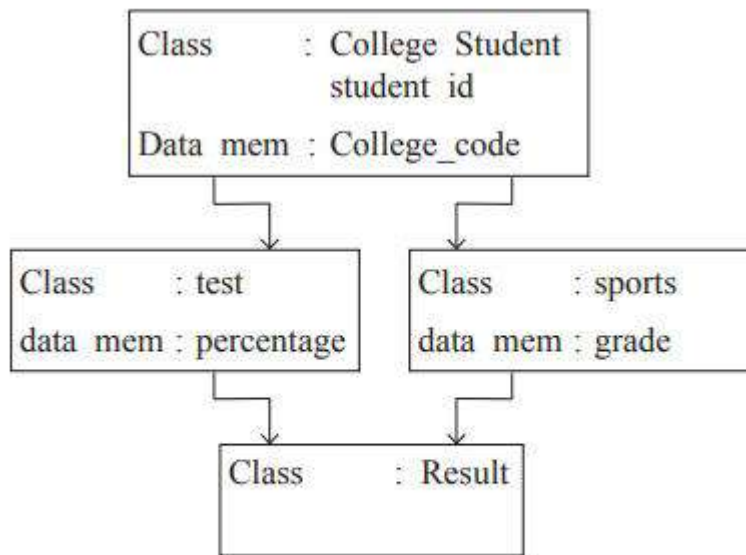 Class : College Student
student id
Data mem : College_code
Class : test
data mem : percentage
Class : sports
data mem : grade
Class : Result